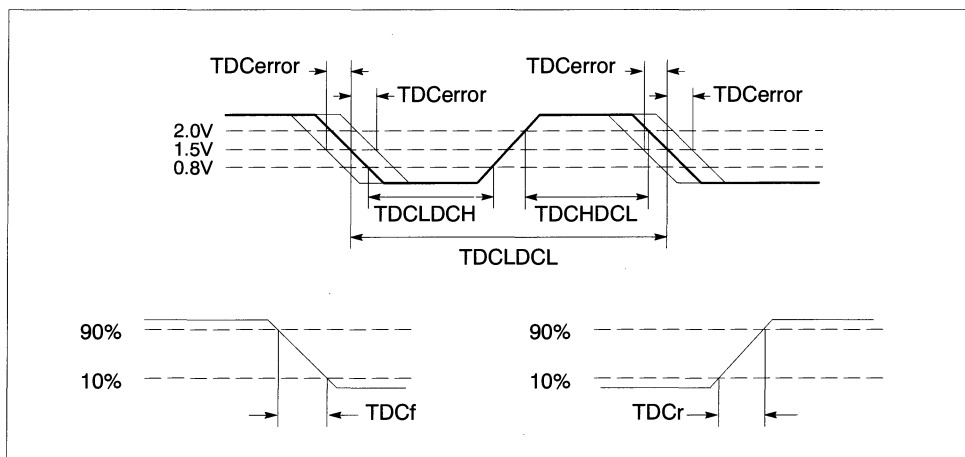 TDCerror
TDCerror
TDCerror
TDCerror
2.0V
1.5V
0.8V
TDCLDCH
TDCHDCL
TDCLDCL
90%
90%
10%
10%
TDCf
TDCr